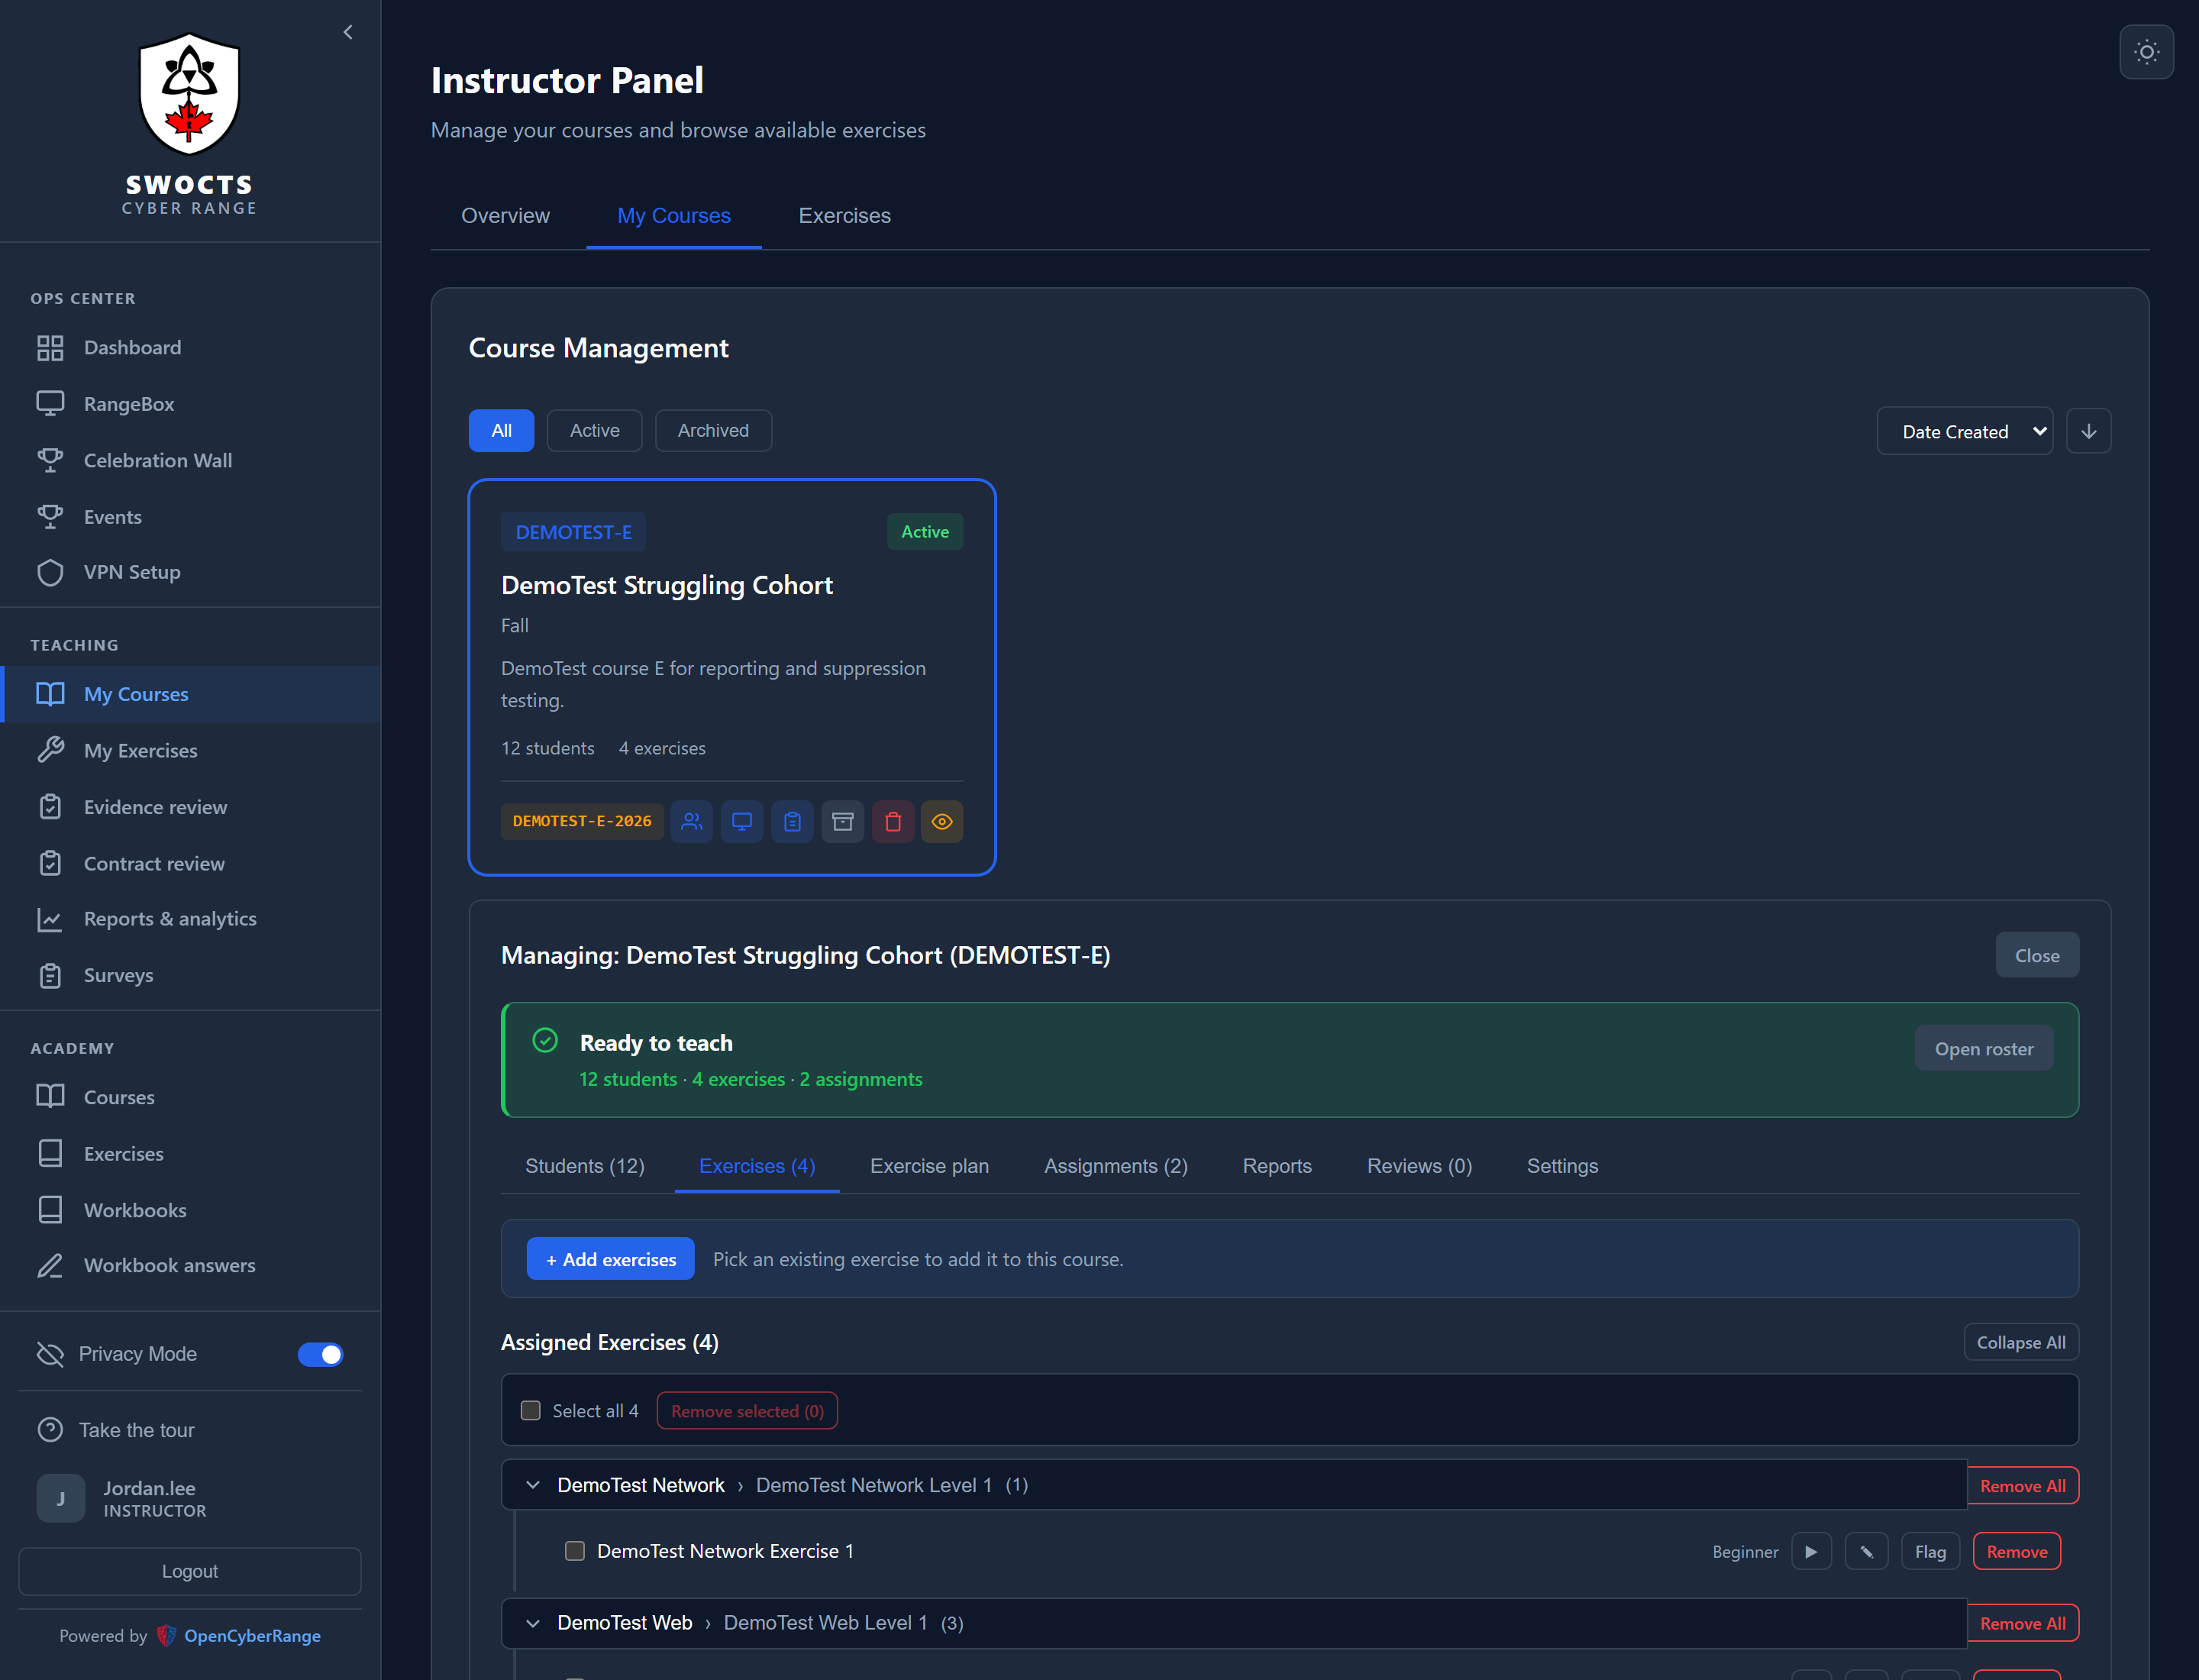 SWOCTS
CYBER RANGE
OPS CENTER
Dashboard
RangeBox
Celebration Wall
Events
VPN Setup
TEACHING
My Courses
My Exercises
Evidence review
Contract review
Reports & analytics
Surveys
ACADEMY
Courses
Exercises
Workbooks
Workbook answers
Privacy Mode
Take the tour
J
Jordan.lee
INSTRUCTOR
Logout
Powered by OpenCyberRange
Instructor Panel
Manage your courses and browse available exercises
Overview My Courses Exercises
Course Management
All Active Archived Date Created
DEMOTEST-E Active
DemoTest Struggling Cohort
Fall
DemoTest course E for reporting and suppression
testing.
12 students 4 exercises
DEMOTEST-E-2026
Managing: DemoTest Struggling Cohort (DEMOTEST-E) Close
Ready to teach Open roster
12 students · 4 exercises · 2 assignments
Students (12) Exercises (4) Exercise plan Assignments (2) Reports Reviews (0) Settings
+ Add exercises Pick an existing exercise to add it to this course.
Assigned Exercises (4) Collapse All
Select all 4 Remove selected (0)
DemoTest Network › DemoTest Network Level 1 (1) Remove All
DemoTest Network Exercise 1 Beginner Flag Remove
DemoTest Web › DemoTest Web Level 1 (3) Remove All